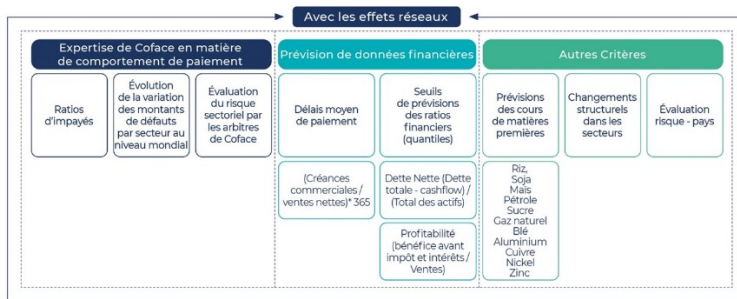 Avec les effets réseaux
Expertise de Coface en matière
de comportement de paiement
Prévision de données financières
Autres Critères
Ratios
d'impayés
Évolution
de la variation
des montants
de défauts
par secteur au
niveau mondial
Évaluation
du risque
sectoriel par
les arbitres
de Coface
Délais moyen
de paiement
Seuils
de prévisions
des ratios
financiers
(quantiles)
Prévisions
des cours
de matières
premières
Changements
structurels
dans les
secteurs
Évaluation
risque - pays
(Créances
commerciales /
ventes nettes)* 365
Dette Nette (Dette
totale - cashflow) /
(Total des actifs)
Profitabilité
(bénéfice avant
impôt et intérêts /
Ventes)
Riz,
Soja
Maïs
Pétrole
Sucre
Gaz naturel
Blé
Aluminium
Cuivre
Nickel
Zinc